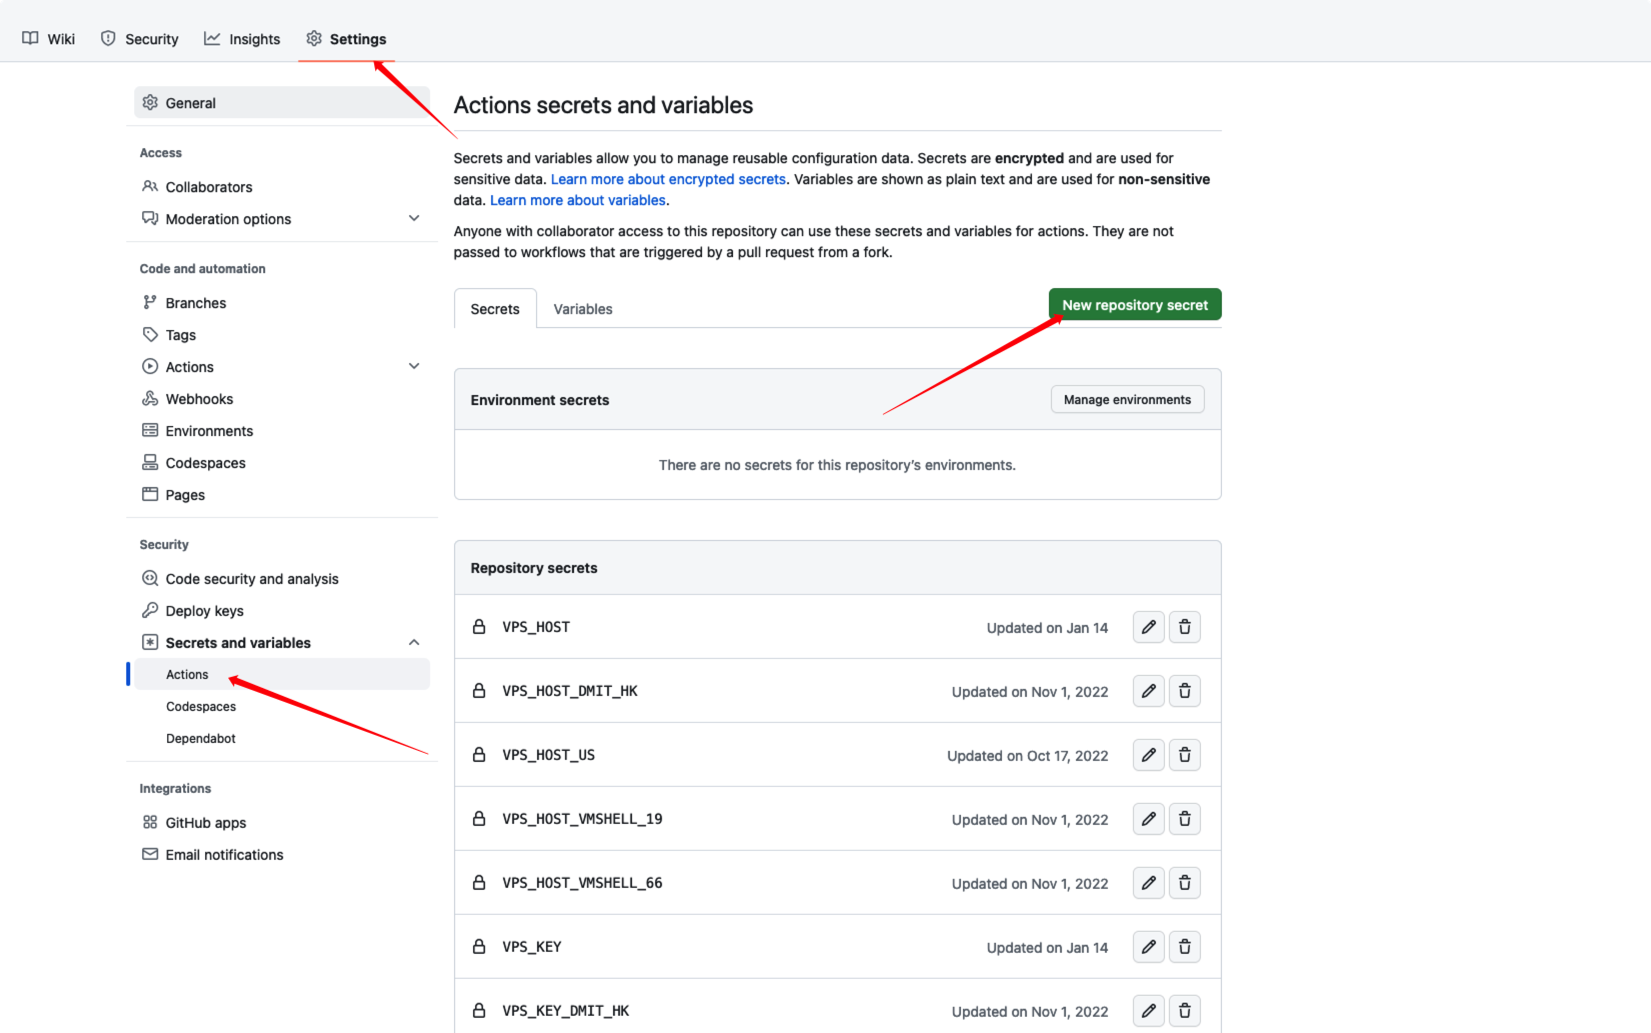 Wiki
Security
Insights
Settings
General
Access
Collaborators
Moderation options
Code and automation
Branches
Tags
Actions
Webhooks
Environments
Codespaces
Pages
Security
Code security and analysis
Deploy keys
Secrets and variables
Actions
Codespaces
Dependabot
Integrations
GitHub apps
Email notifications
Actions secrets and variables
Secrets and variables allow you to manage reusable configuration data. Secrets are encrypted and are used for
sensitive data. Learn more about encrypted secrets. Variables are shown as plain text and are used for non-sensitive
data. Learn more about variables.
Anyone with collaborator access to this repository can use these secrets and variables for actions. They are not
passed to workflows that are triggered by a pull request from a fork.
Secrets
Variables
New repository secret
Environment secrets
Manage environments
There are no secrets for this repository's environments.
Repository secrets
VPS_HOST
Updated on Jan 14
VPS_HOST_DMIT_HK
Updated on Nov 1, 2022
VPS_HOST_US
Updated on Oct 17, 2022
VPS_HOST_VMSHELL_19
Updated on Nov 1, 2022
VPS_HOST_VMSHELL_66
Updated on Nov 1, 2022
VPS_KEY
Updated on Jan 14
VPS_KEY_DMIT_HK
Updated on Nov 1, 2022